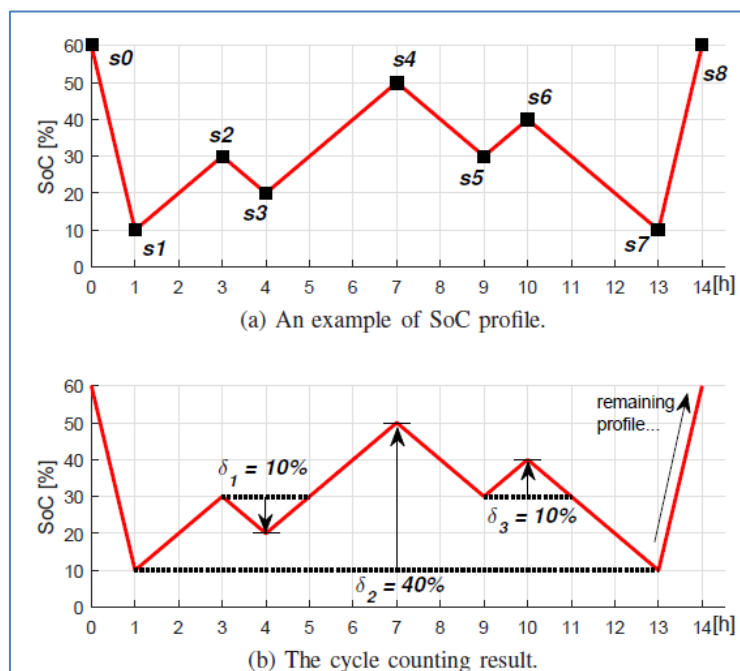 60
50
40
30
20
10
0
SoC [%]
s0
s1
s2
s3
s4
s5
s6
s7
s8
0 1 2 3 4 5 6 7 8 9 10 11 12 13 14[h]
(a) An example of SoC profile.
60
50
40
30
20
10
0
SoC [%]
δ1 = 10%
δ2 = 40%
δ3 = 10%
remaining
profile...
0 1 2 3 4 5 6 7 8 9 10 11 12 13 14[h]
(b) The cycle counting result.